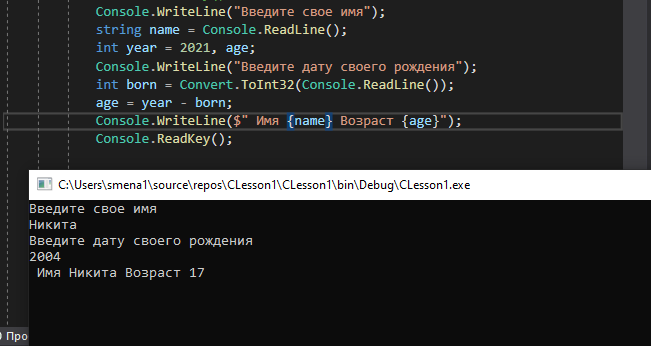 Console.WriteLine("Введите свое имя");
string name = Console.ReadLine();
int year = 2021, age;
Console.WriteLine("Введите дату своего рождения");
int born = Convert.ToInt32(Console.ReadLine());
age = year - born;
Console.WriteLine($" Имя {name} Возраст {age}");
Console.ReadKey();
C:\Users\smena1\source\repos\CLesson1\CLesson1\bin\Debug\CLesson1.exe
Введите свое имя
Никита
Введите дату своего рождения
2004
Имя Никита Возраст 17